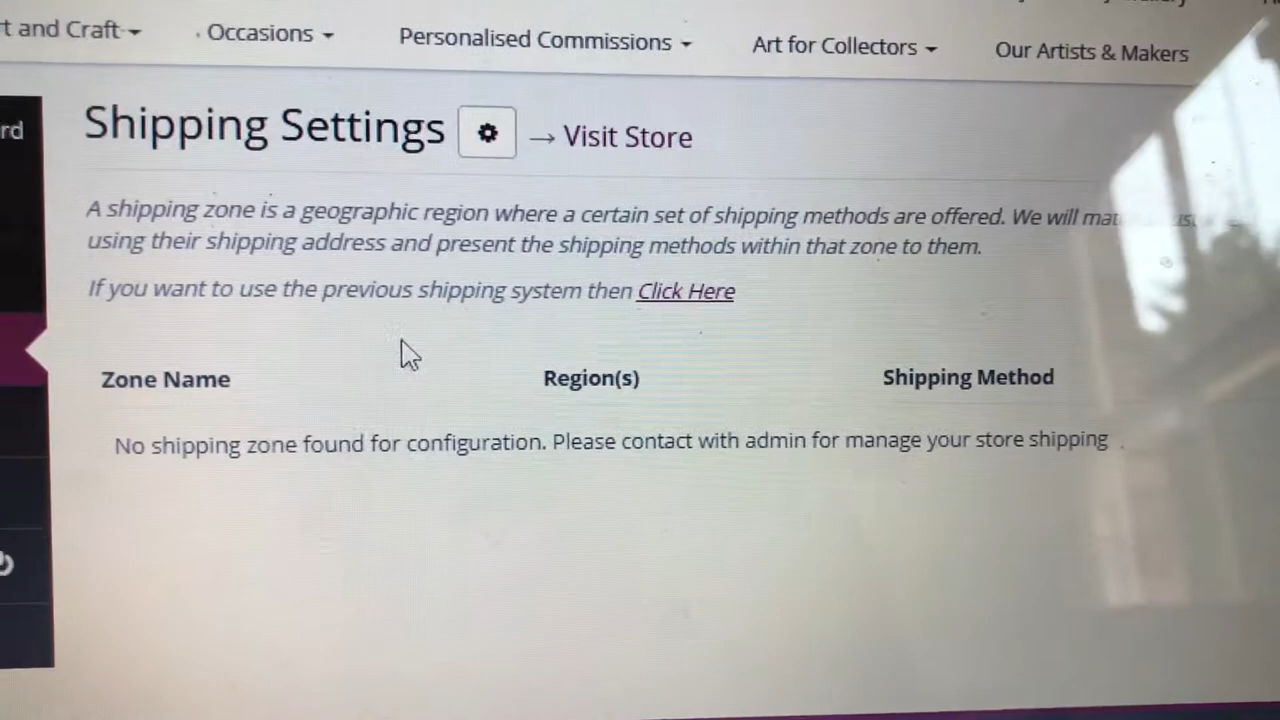 t and Craft
Occasions
Personalised Commissions
Art for Collectors
Our Artists & Makers
rd
Shipping Settings
→ Visit Store
A shipping zone is a geographic region where a certain set of shipping methods are offered. We will
using their shipping address and present the shipping methods within that zone to them.
If you want to use the previous shipping system then Click Here
Zone Name
Region(s)
Shipping Method
No shipping zone found for configuration. Please contact with admin for manage your store shipping